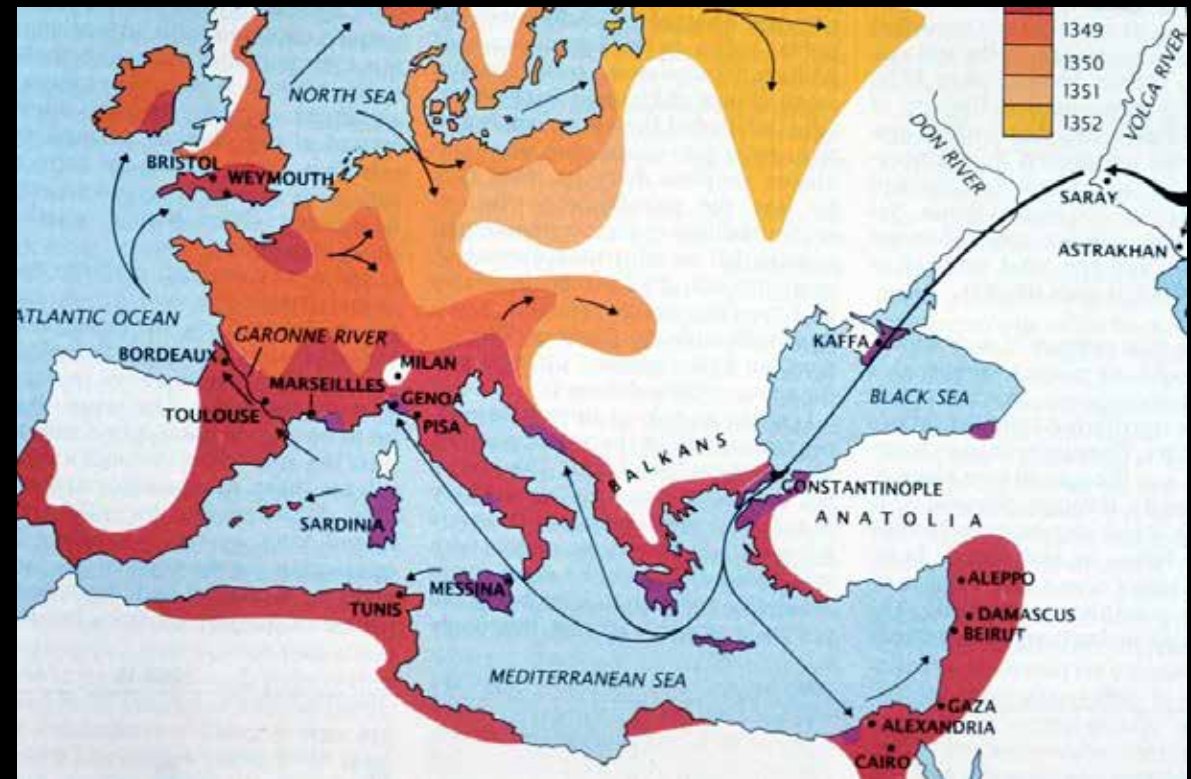 1349
1350
1351
1352
VOLGA RIVER
NORTH SEA
DON RIVER
BRISTOL
WEYMOUTH
SARAY
ASTRAKHAN
ATLANTIC OCEAN
GARONNE RIVER
BORDEAUX
MILAN
KAFFA
MARSEILLLES
GENOA
BLACK SEA
TOULOUSE
PISA
BALKANS
CONSTANTINOPLE
ANATOLIA
SARDINIA
MESSINA
ALEPPO
TUNIS
DAMASCUS
BEIRUT
MEDITERRANEAN SEA
GAZA
ALEXANDRIA
CAIRO